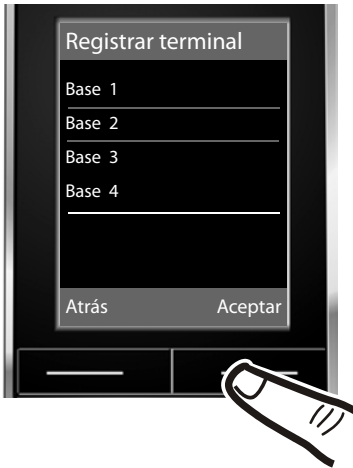 Registrar terminal
Base 1
Base 2
Base 3
Base 4
Atrás Aceptar